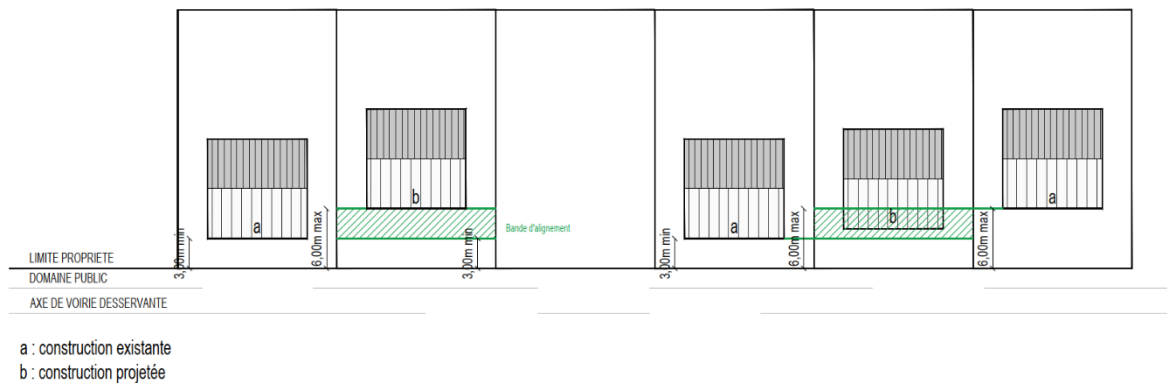 a
3,00m min
6,00m max
b
3,00m min
Bande d'alignement
a
3,00m min
6,00m max
b
6,00m max
a
LIMITE PROPRIETE
DOMAINE PUBLIC
AXE DE VOIRIE DESSERVANTE
a : construction existante
b : construction projetée